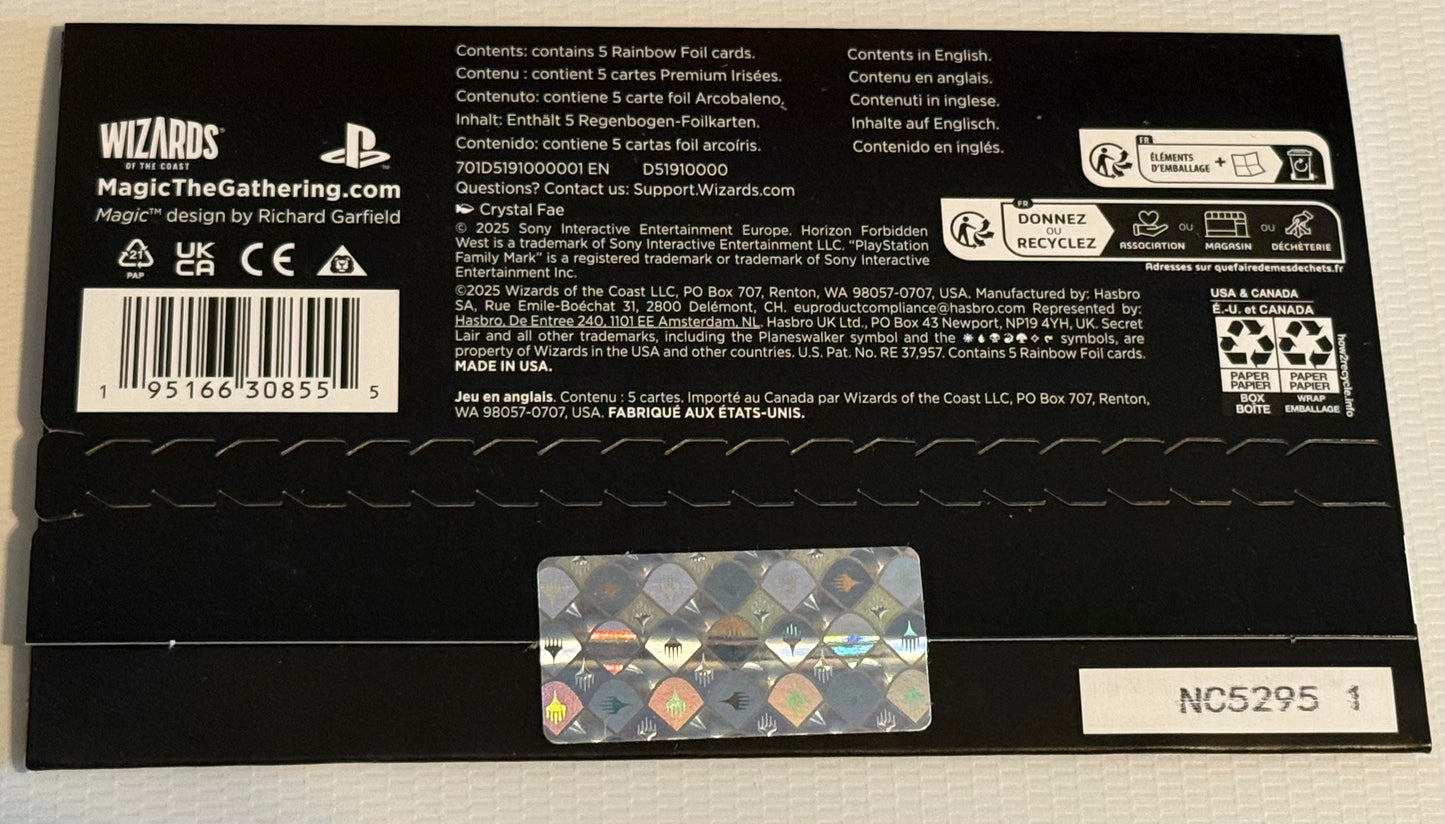 WIZARDS
OF THE COAST
MagicTheGathering.com
Magic™ design by Richard Garfield
21
PAP
UK
CA
CE
1 95166 30855 5
Contents: contains 5 Rainbow Foil cards.
Contenu : contient 5 cartes Premium Irisées.
Contenuto: contiene 5 carte foil Arcobaleno.
Inhalt: Enthält 5 Regenbogen-Foilkarten.
Contenido: contiene 5 cartas foil arcoíris.
701D5191000001 EN D51910000
Questions? Contact us: Support.Wizards.com
Crystal Fae
© 2025 Sony Interactive Entertainment Europe. Horizon Forbidden
West is a trademark of Sony Interactive Entertainment LLC. "PlayStation
Family Mark" is a registered trademark or trademark of Sony Interactive
Entertainment Inc.
©2025 Wizards of the Coast LLC, PO Box 707, Renton, WA 98057-0707, USA. Manufactured by: Hasbro
SA, Rue Emile-Boéchat 31, 2800 Delémont, CH. euproductcompliance@hasbro.com Represented by:
Hasbro, De Entree 240, 1101 EE Amsterdam, NL. Hasbro UK Ltd., PO Box 43 Newport, NP19 4YH, UK. Secret
Lair and all other trademarks, including the Planeswalker symbol and the symbols, are
property of Wizards in the USA and other countries. U.S. Pat. No. RE 37,957. Contains 5 Rainbow Foil cards.
MADE IN USA.
Jeu en anglais. Contenu : 5 cartes. Importé au Canada par Wizards of the Coast LLC, PO Box 707, Renton,
WA 98057-0707, USA. FABRIQUÉ AUX ÉTATS-UNIS.
Contents in English.
Contenu en anglais.
Contenuti in inglese.
Inhalte auf Englisch.
Contenido en inglés.
FR
ÉLÉMENTS
D'EMBALLAGE +
FR
DONNEZ
OU
RECYCLEZ
ASSOCIATION
OU
MAGASIN
OU
DÉCHÈTERIE
Adresses sur quefairedemesdechets.fr
USA & CANADA
É.-U. et CANADA
PAPER
PAPIER
BOX
BOÎTE
PAPER
PAPIER
WRAP
EMBALLAGE
how2recycle.info
NC5295 1